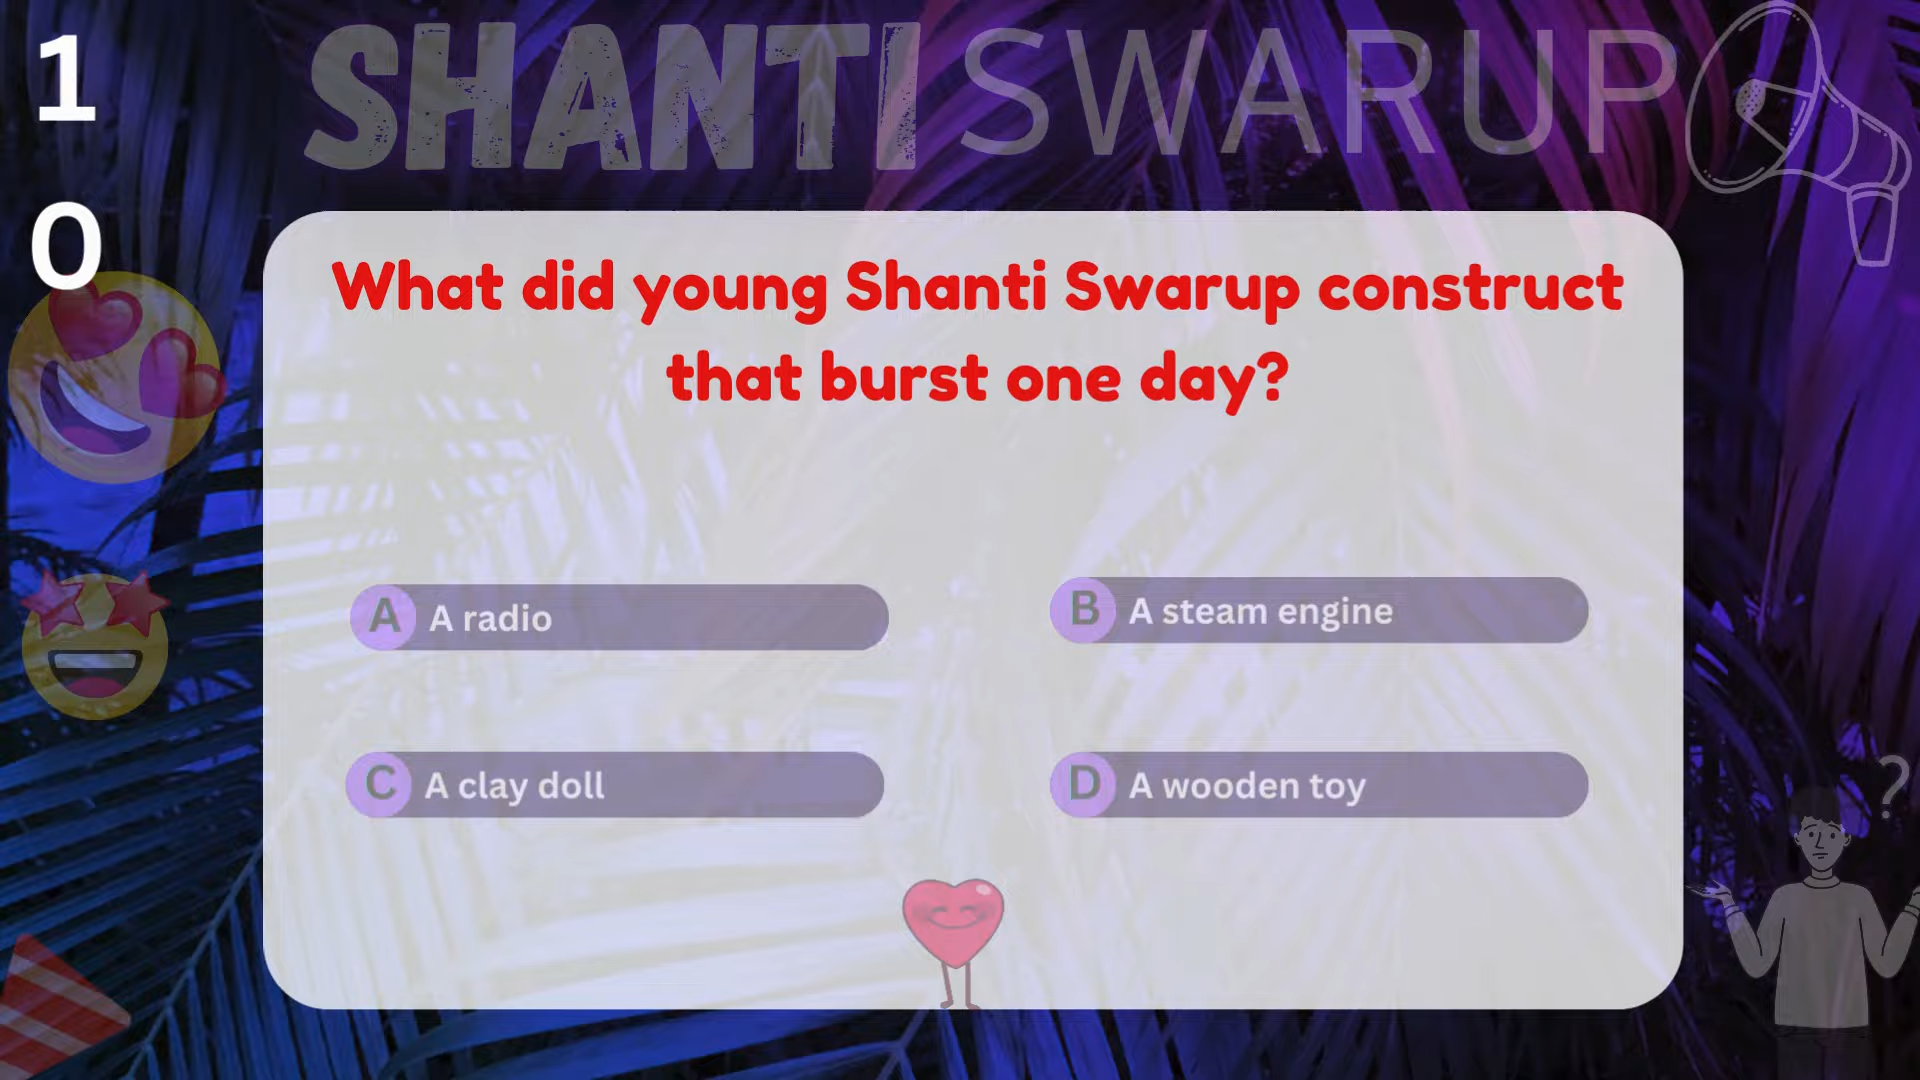 1
0
SHANTI SWARUP
What did young Shanti Swarup construct
that burst one day?
A A radio
B A steam engine
C A clay doll
D A wooden toy
?